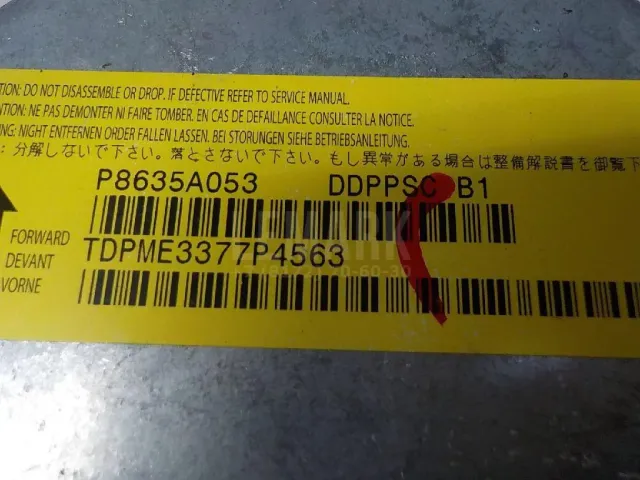 TION: DO NOT DISASSEMBLE OR DROP. IF DEFECTIVE REFER TO SERVICE MANUAL.
NTION: NE PAS DEMONTER NI FAIRE TOMBER. EN CAS DE DEFAILLANCE CONSULTER LA NOTICE.
NG: NIGHT ENTFERNEN ORDER FALLEN LASSEN. BEI STORUNGEN SIEHE BETRIEBSANLEITUNG.
: 分解しないで下さい。落とさないで下さい。もし異常がある場合は整備解説書を御覧下
P8635A053 DDPPSC B1
FORWARD TDPME3377P4563
DEVANT
VORNE